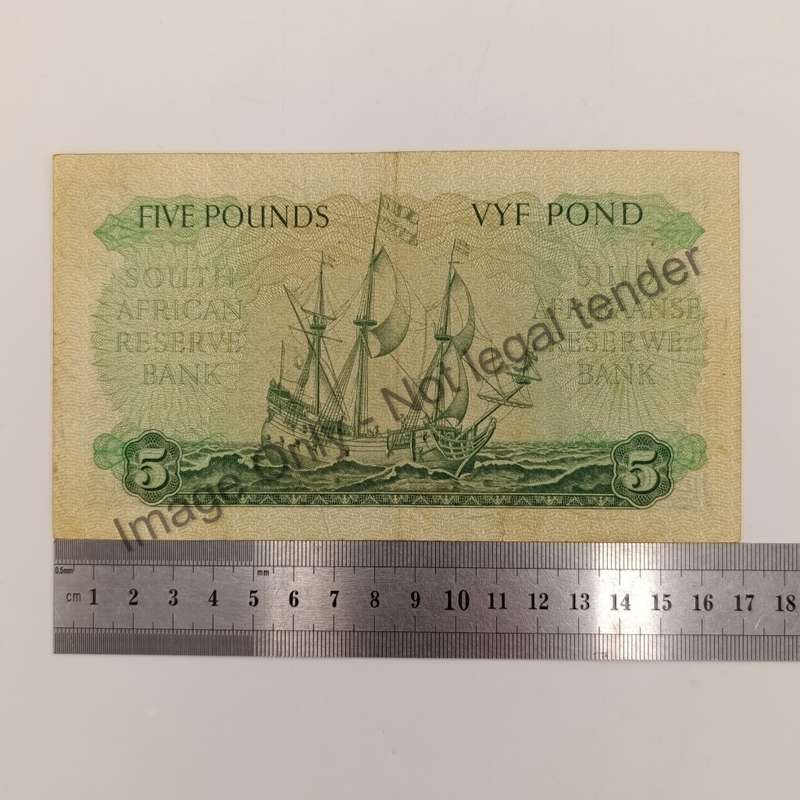 FIVE POUNDS
VYF POND
SOUTH
AFRICAN
RESERVE
BANK
SUID-
AFRIKAANSE
RESERWE-
BANK
5
5
Image Only - Not legal tender
0.5mm
mm
cm 1 2 3 4 5 6 7 8 9 10 11 12 13 14 15 16 17 18